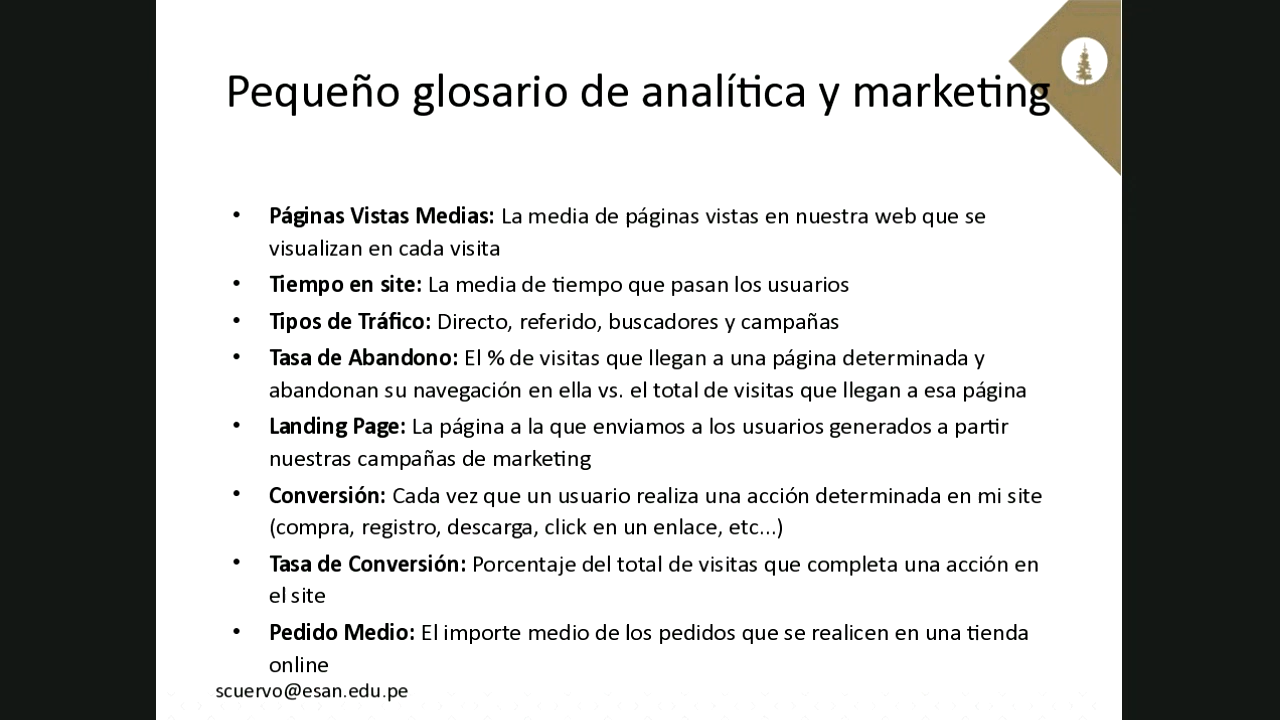 Pequeño glosario de analítica y marketing
• Páginas Vistas Medias: La media de páginas vistas en nuestra web que se
visualizan en cada visita
• Tiempo en site: La media de tiempo que pasan los usuarios
• Tipos de Tráfico: Directo, referido, buscadores y campañas
• Tasa de Abandono: El % de visitas que llegan a una página determinada y
abandonan su navegación en ella vs. el total de visitas que llegan a esa página
• Landing Page: La página a la que enviamos a los usuarios generados a partir
nuestras campañas de marketing
• Conversión: Cada vez que un usuario realiza una acción determinada en mi site
(compra, registro, descarga, click en un enlace, etc...)
• Tasa de Conversión: Porcentaje del total de visitas que completa una acción en
el site
• Pedido Medio: El importe medio de los pedidos que se realicen en una tienda
online
scuervo@esan.edu.pe